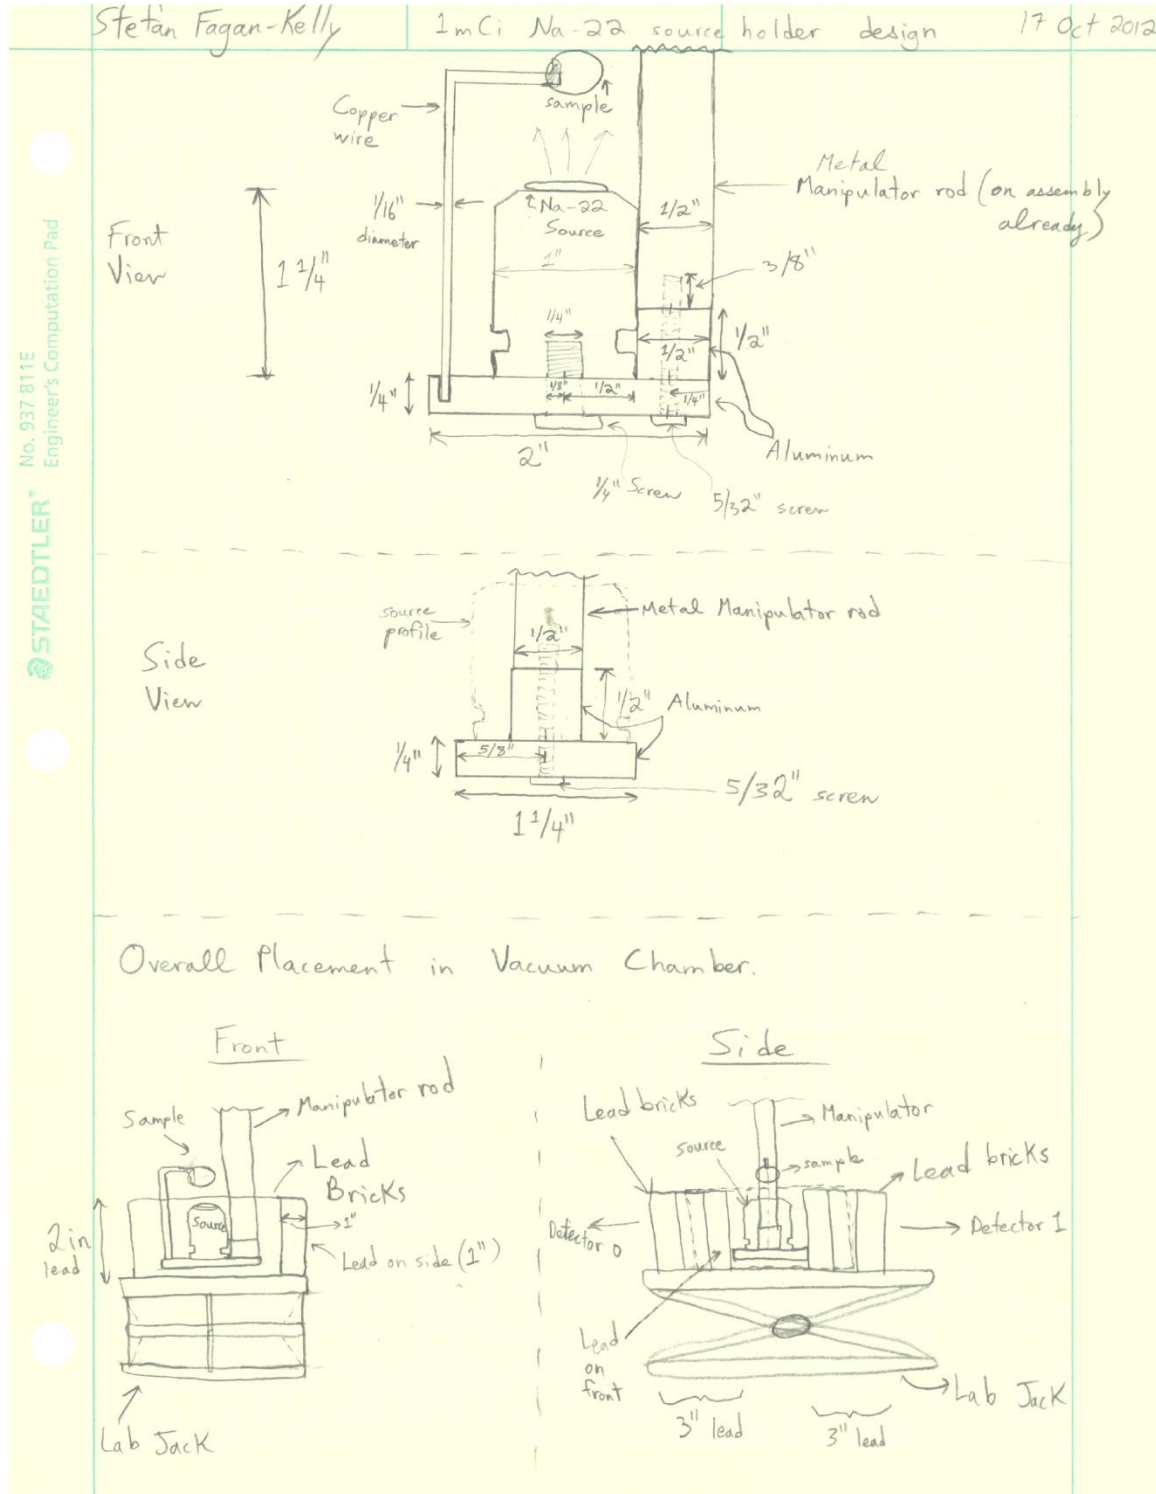 Stefan Fagan-Kelly
1mCi Na-22 source holder design
17 Oct 2012
No. 937 811E
Engineer's Computation Pad
STAEDTLER®
Front
View
1 1/4"
Copper
wire
sample
1/16"
diameter
Na-22
Source
1"
1/2"
Metal
Manipulator rod (on assembly
already)
3/8"
1/4"
1/2"
1/2"
1/4"
1/8"
1/2"
1/4"
2"
Aluminum
1/4" Screw
5/32" screw
Side
View
source
profile
Metal Manipulator rod
1/2"
1/2"
Aluminum
1/4"
5/8"
5/32" screw
1 1/4"
Overall Placement in Vacuum Chamber.
Front
Sample
Manipulator rod
Lead
Bricks
Source
1"
2in
lead
Lead on side (1")
Lab Jack
Side
Lead bricks
Manipulator
source
sample
Lead bricks
Detector 0
Detector 1
Lead
on
front
Lab Jack
3" lead
3" lead